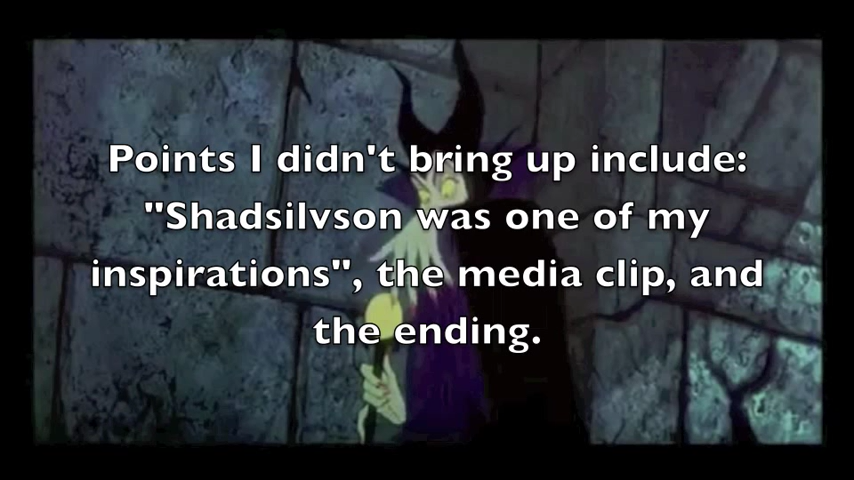 Points I didn't bring up include:
"Shadsilvson was one of my
inspirations", the media clip, and
the ending.